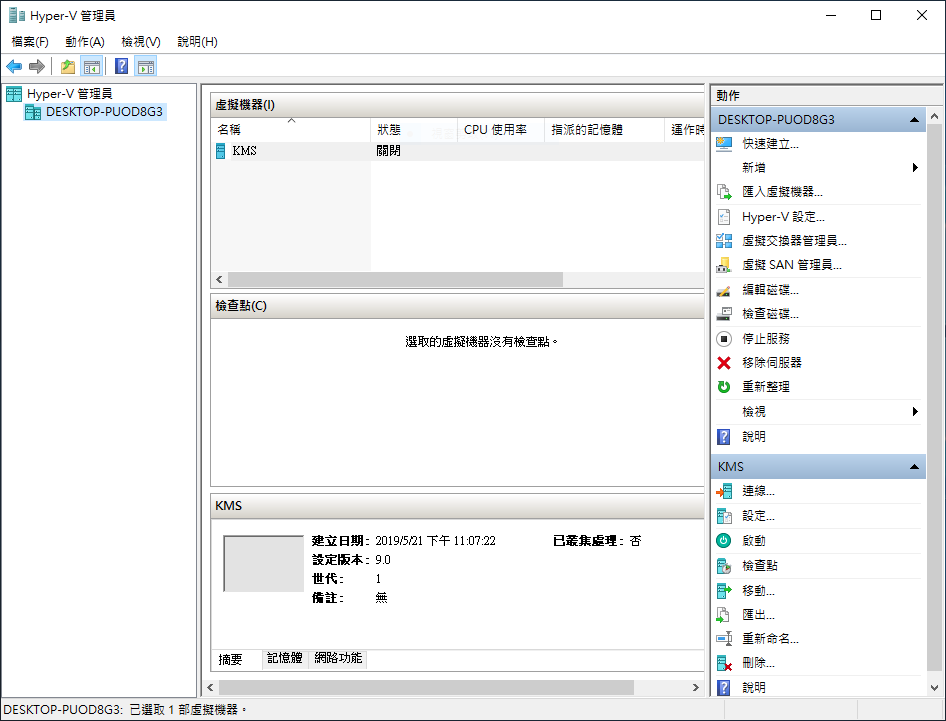 Hyper-V 管理員
檔案(F) 動作(A) 檢視(V) 說明(H)
Hyper-V 管理員
DESKTOP-PUOD8G3
虛擬機器(I)
名稱 狀態 CPU 使用率 指派的記憶體 運作時
KMS 關閉
檢查點(C)
選取的虛擬機器沒有檢查點。
KMS
建立日期: 2019/5/21 下午 11:07:22 已叢集處理: 否
設定版本: 9.0
世代: 1
備註: 無
摘要 記憶體 網路功能
動作
DESKTOP-PUOD8G3
快速建立...
新增
匯入虛擬機器...
Hyper-V 設定...
虛擬交換器管理員...
虛擬 SAN 管理員...
編輯磁碟...
檢查磁碟...
停止服務
移除伺服器
重新整理
檢視
說明
KMS
連線...
設定...
啟動
檢查點
移動...
匯出...
重新命名...
刪除...
說明
DESKTOP-PUOD8G3: 已選取 1 部虛擬機器。